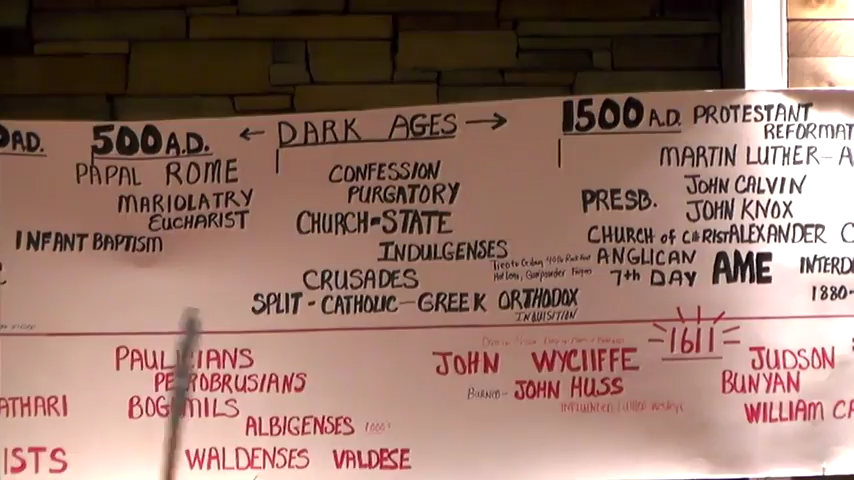 AD.
500 A.D.
← DARK AGES →
1500 A.D. PROTESTANT
REFORMAT
PAPAL ROME
MARIOLATRY
EUCHARIST
INFANT BAPTISM
CONFESSION
PURGATORY
CHURCH=STATE
INDULGENSES
CRUSADES
SPLIT-CATHOLIC-GREEK ORTHODOX
INQUISITION
MARTIN LUTHER-A
JOHN CALVIN
PRESB.
JOHN KNOX
CHURCH of CHRIST ALEXANDER C
ANGLICAN
7th DAY AME INTERD
1880-
1611
PAULICIANS
PETROBRUSIANS
ATHARI BOGOMILS
ALBIGENSES
ISTS WALDENSES VALDESE
JOHN WYCLIFFE
BURNED- JOHN HUSS
JUDSON
BUNYAN
WILLIAM CA